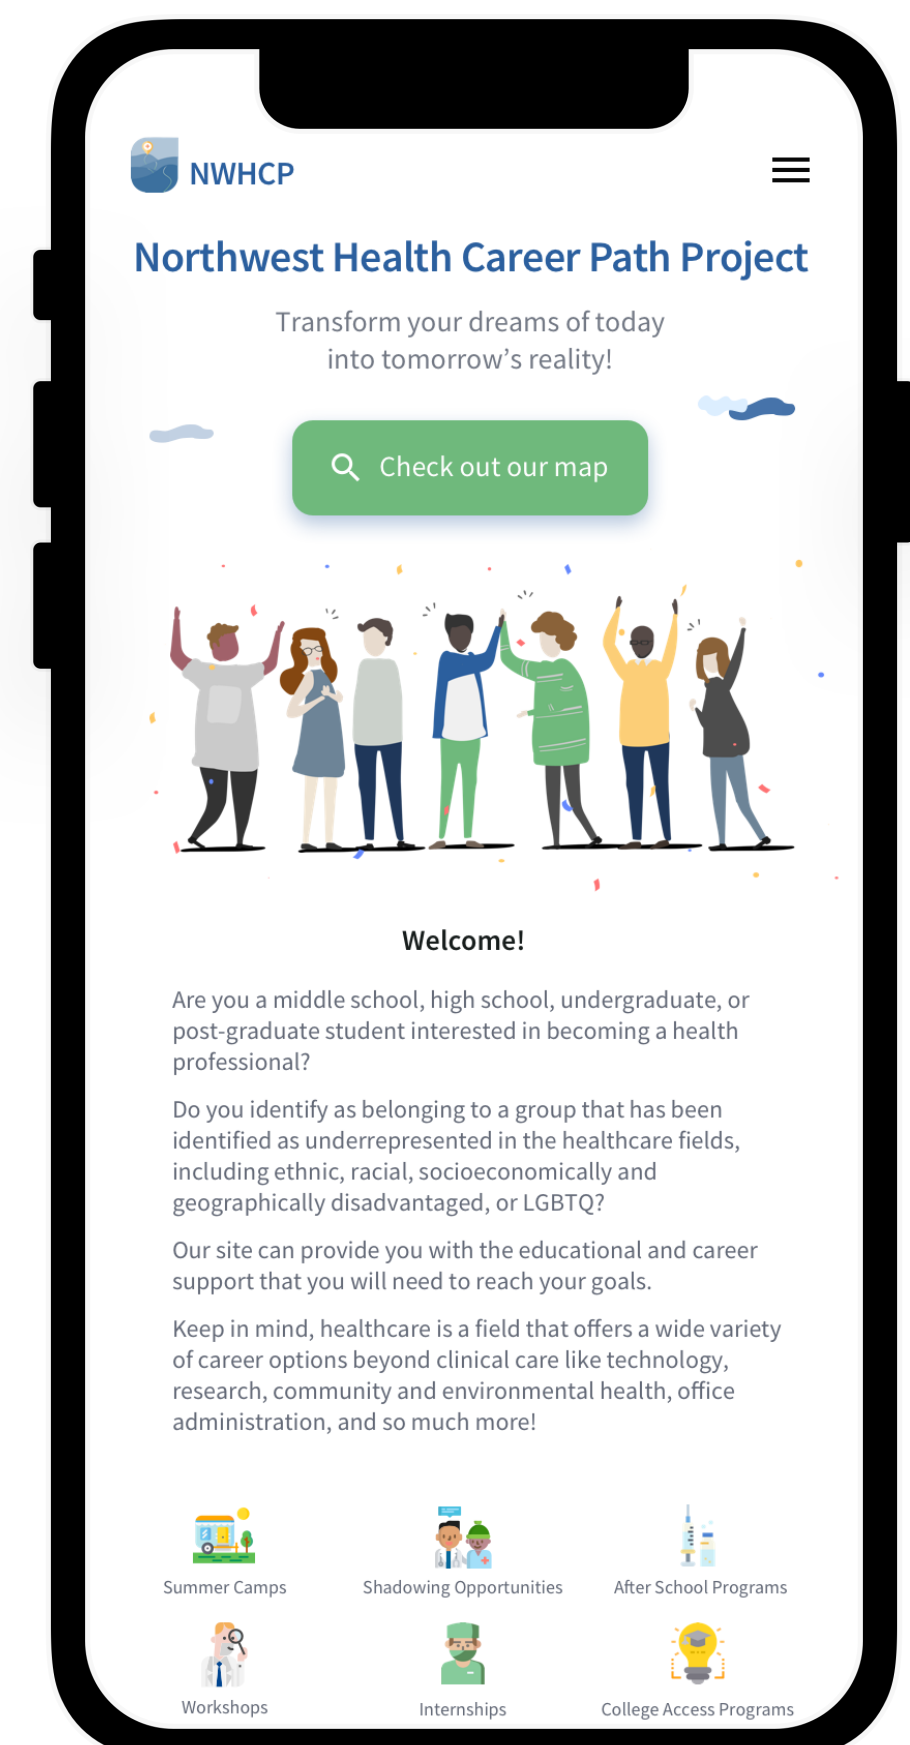 NWHCP
Northwest Health Career Path Project
Transform your dreams of today
into tomorrow’s reality!
Check out our map
Welcome!
Are you a middle school, high school, undergraduate, or
post-graduate student interested in becoming a health
professional?
Do you identify as belonging to a group that has been
identified as underrepresented in the healthcare fields,
including ethnic, racial, socioeconomically and
geographically disadvantaged, or LGBTQ?
Our site can provide you with the educational and career
support that you will need to reach your goals.
Keep in mind, healthcare is a field that offers a wide variety
of career options beyond clinical care like technology,
research, community and environmental health, office
administration, and so much more!
Summer Camps
Shadowing Opportunities
After School Programs
Workshops
Internships
College Access Programs